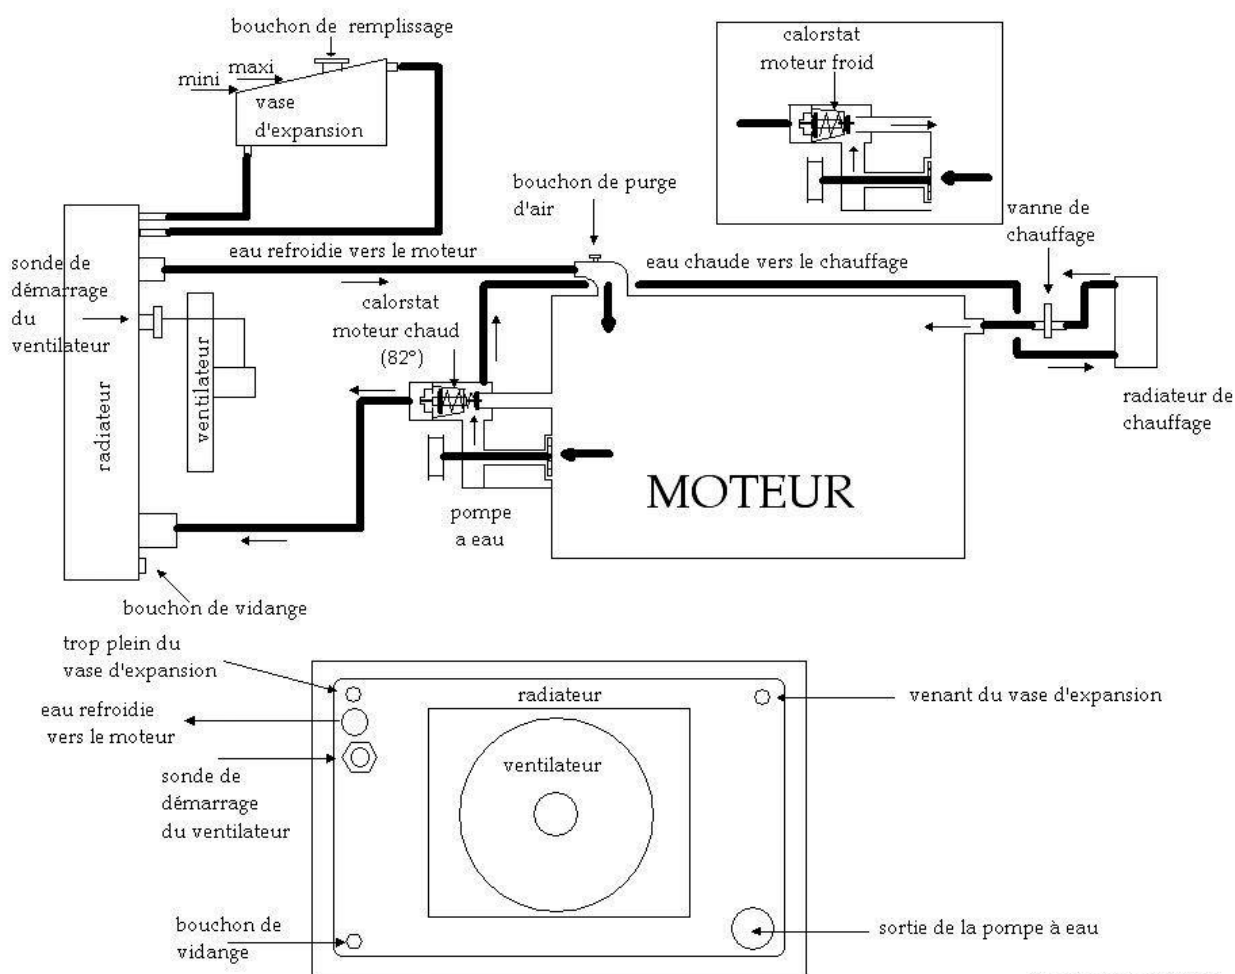 bouchon de remplissage
maxi
mini
vase
d'expansion
calorstat
moteur froid
bouchon de purge
d'air
vanne de
chauffage
eau refroidie vers le moteur
eau chaude vers le chauffage
sonde de
démarrage
du
ventilateur
calorstat
moteur chaud
(82°)
ventilateur
radiateur
radiateur de
chauffage
MOTEUR
pompe
a eau
bouchon de vidange
trop plein du
vase d'expansion
radiateur
venant du vase d'expansion
eau refroidie
vers le moteur
ventilateur
sonde de
démarrage
du ventilateur
bouchon de
vidange
sortie de la pompe à eau